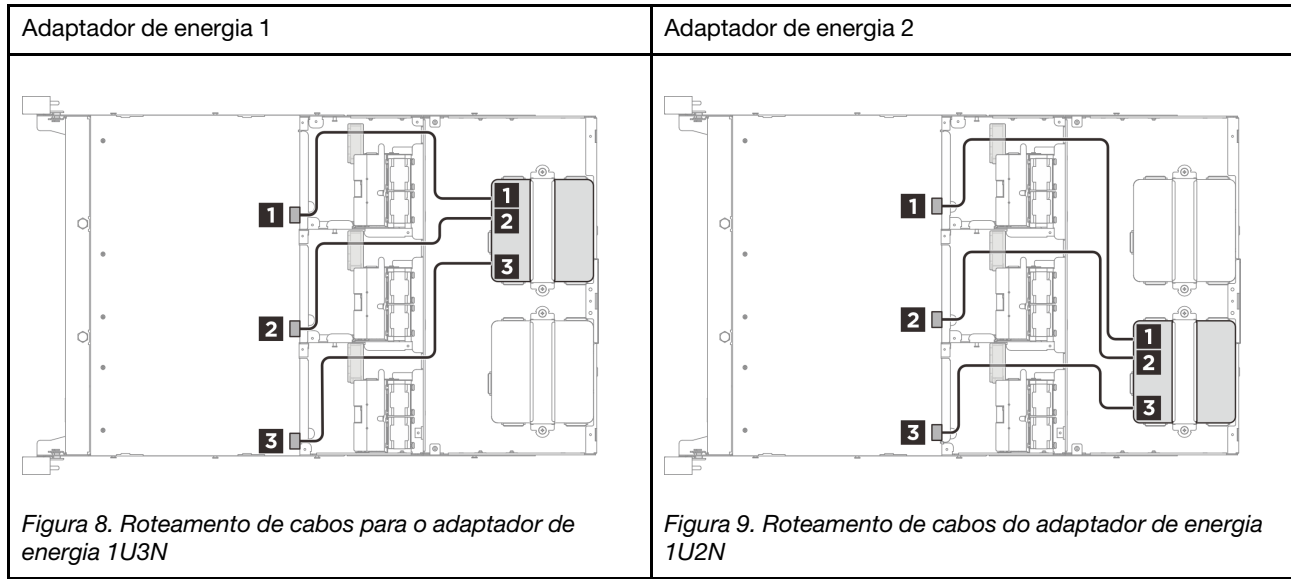 Adaptador de energia 1
Adaptador de energia 2
1
1
2
2
3
3
1
1
2
2
3
3
Figura 8. Roteamento de cabos para o adaptador de
energia 1U3N
Figura 9. Roteamento de cabos do adaptador de energia
1U2N